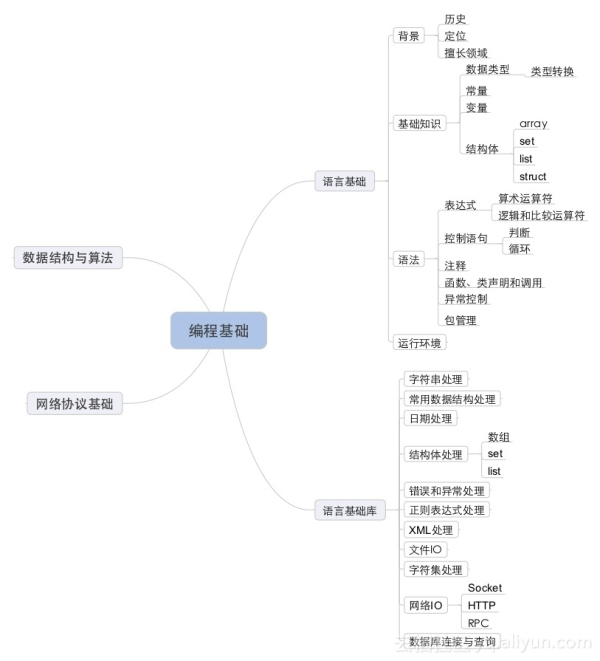 编程基础
数据结构与算法
网络协议基础
语言基础
背景
历史
定位
擅长领域
基础知识
数据类型
类型转换
常量
变量
结构体
array
set
list
struct
语法
表达式
算术运算符
逻辑和比较运算符
控制语句
判断
循环
注释
函数、类声明和调用
异常控制
包管理
运行环境
语言基础库
字符串处理
常用数据结构处理
日期处理
结构体处理
数组
set
list
错误和异常处理
正则表达式处理
XML处理
文件IO
字符集处理
网络IO
Socket
HTTP
RPC
数据库连接与查询
aliyun.com